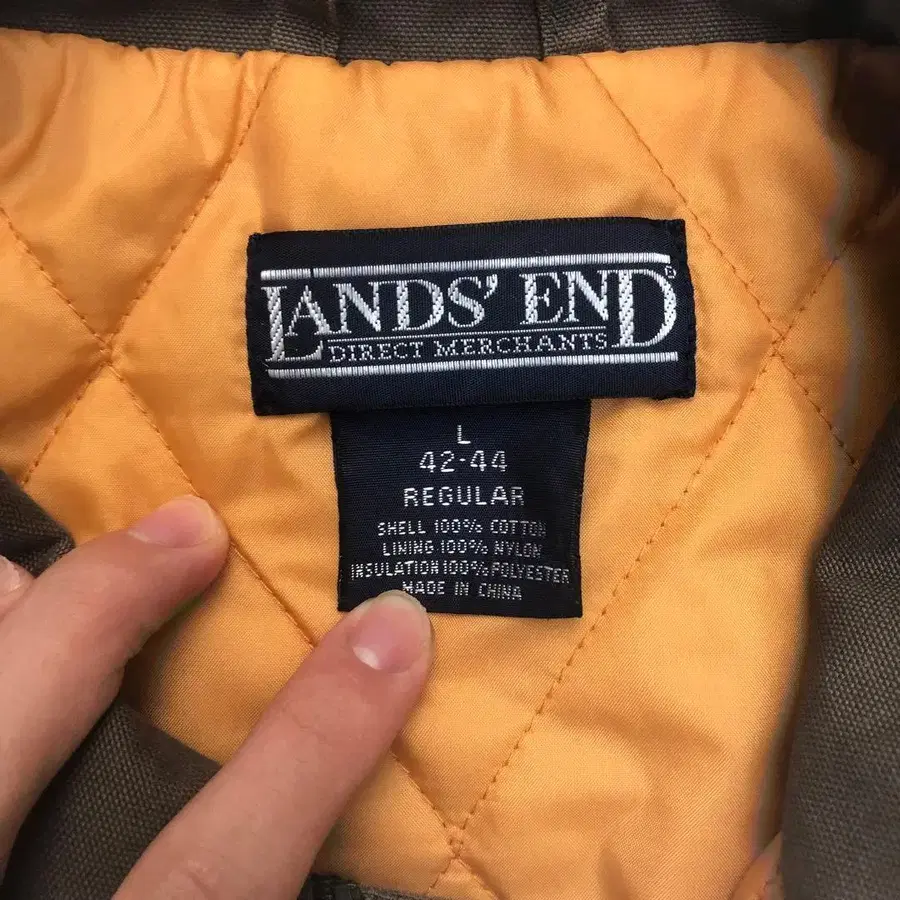 LANDS' END®
DIRECT MERCHANTS
L
42-44
REGULAR
SHELL 100% COTTON
LINING 100% NYLON
INSULATION 100% POLYESTER
MADE IN CHINA